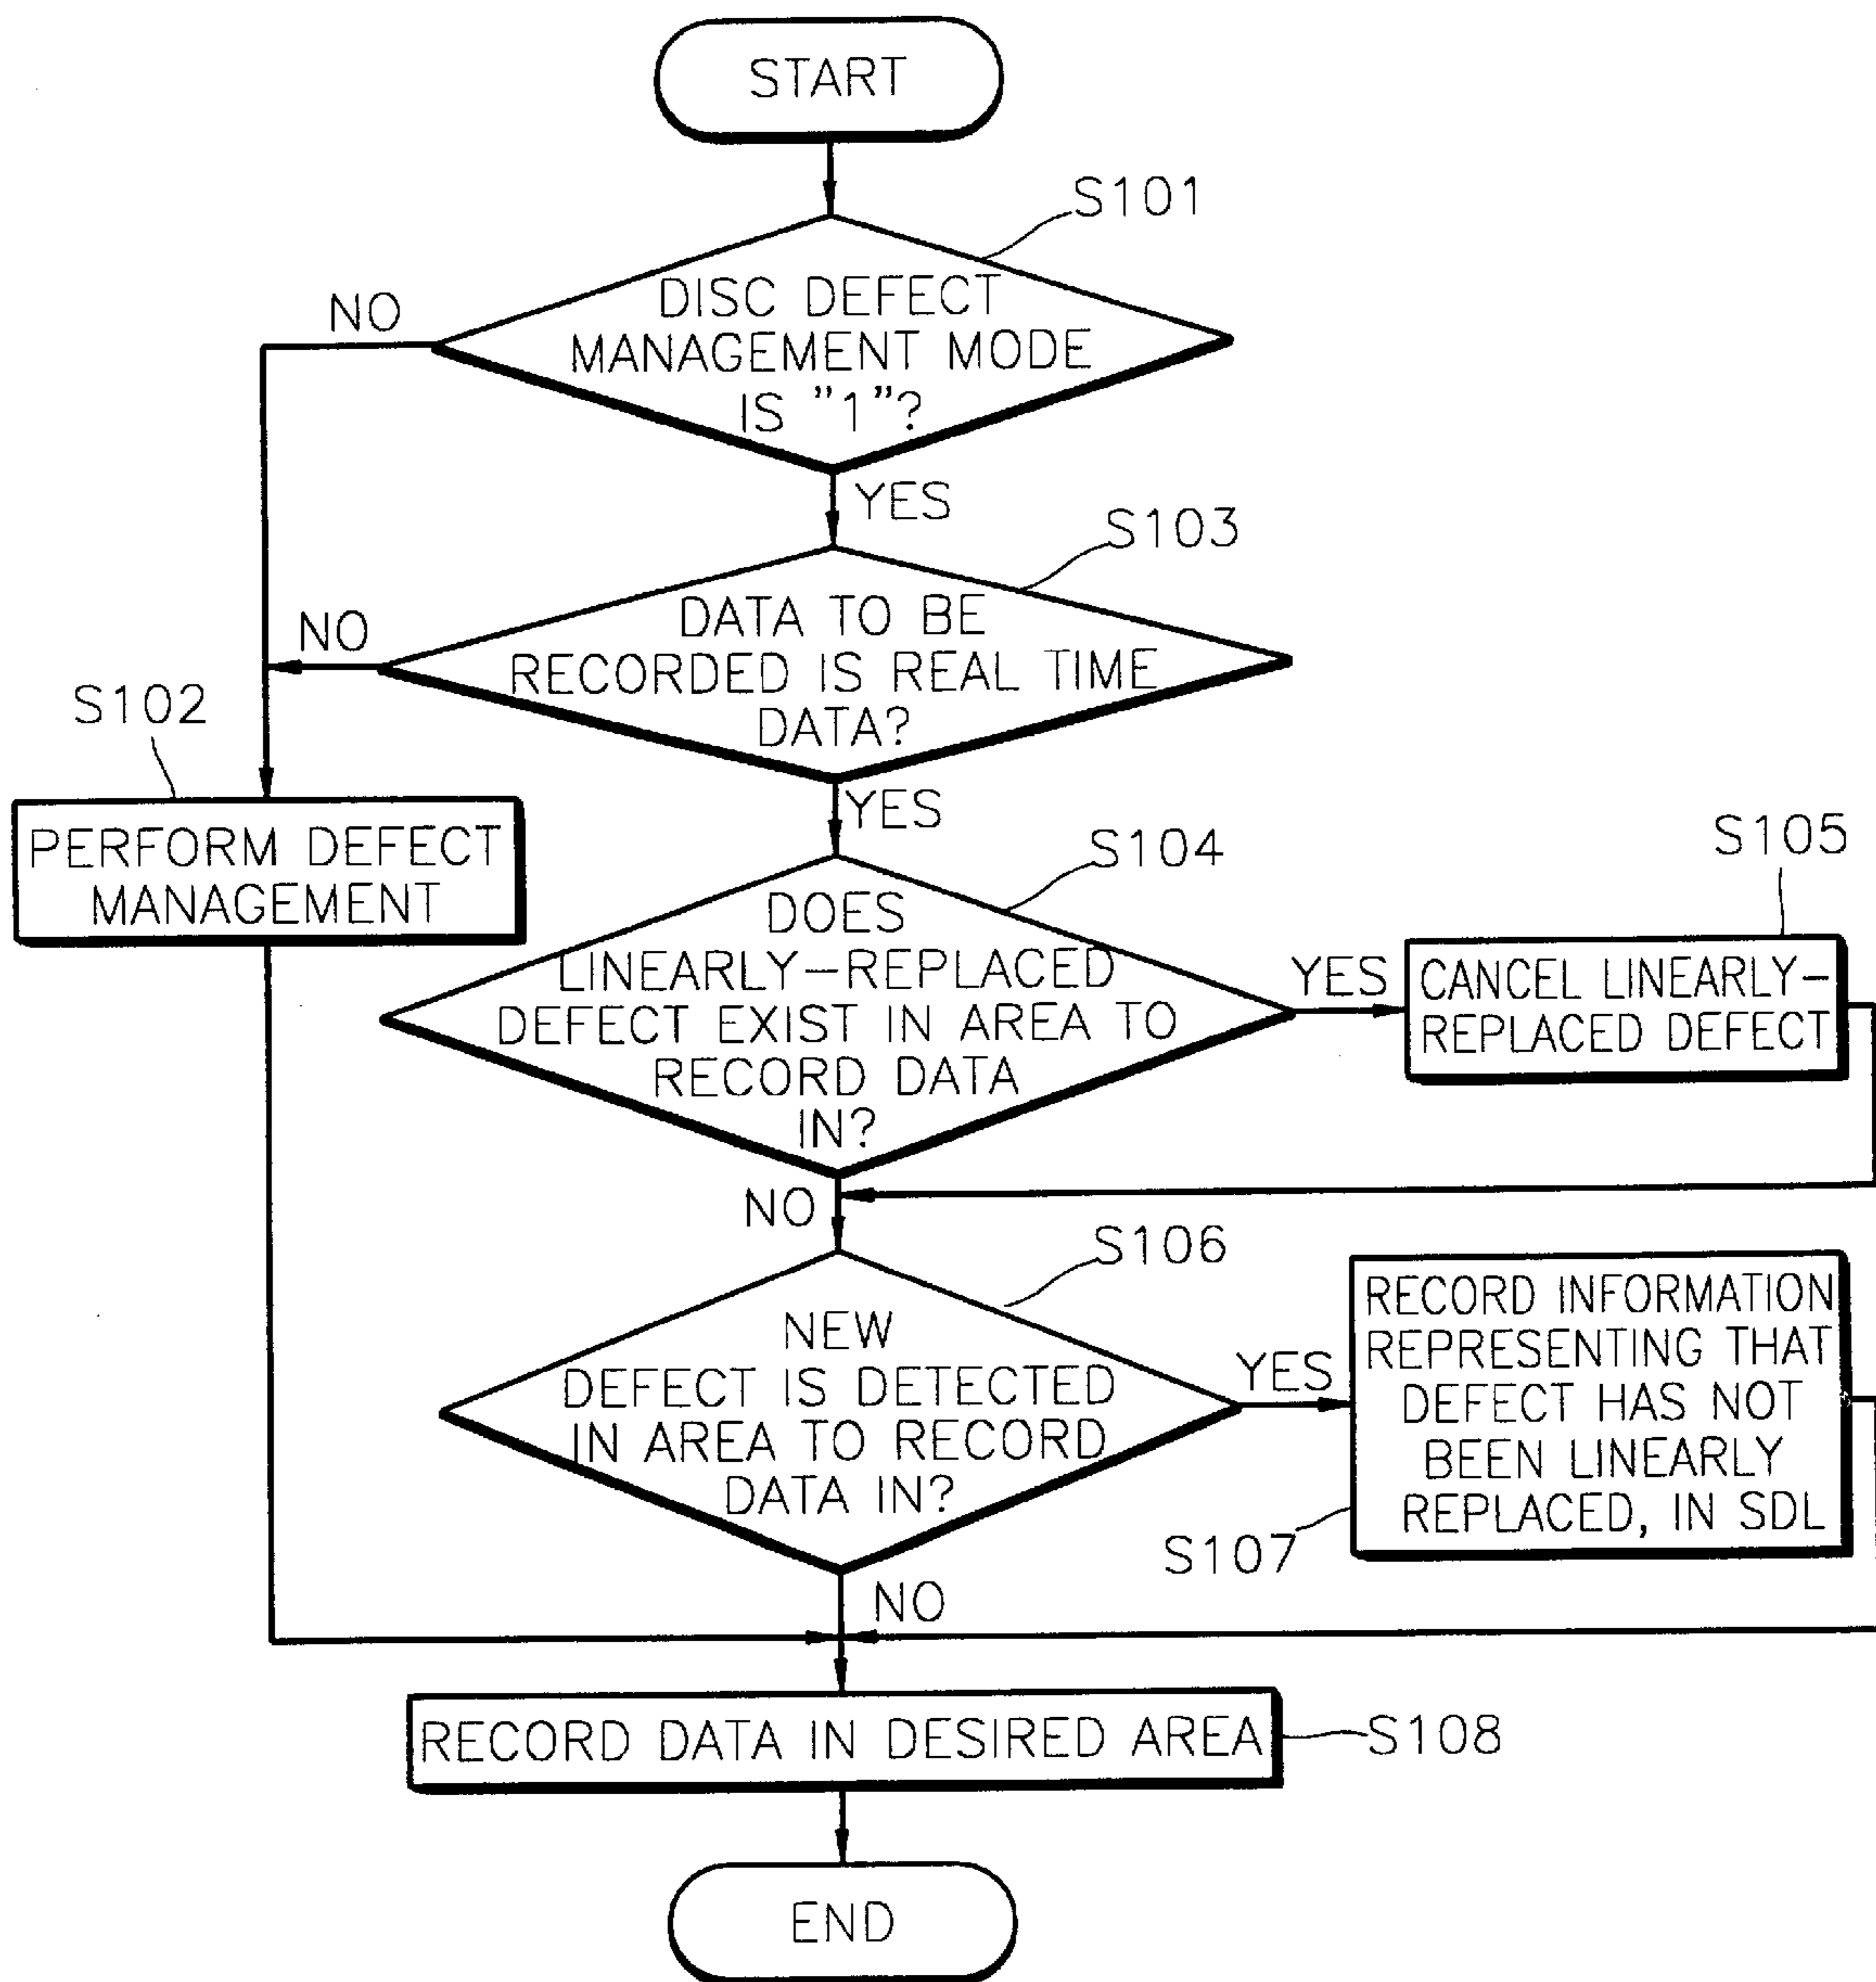 START
S101
DISC DEFECT
MANAGEMENT MODE
IS "1"?
NO
YES
S103
DATA TO BE
RECORDED IS REAL TIME
DATA?
NO
YES
S102
PERFORM DEFECT
MANAGEMENT
S104
DOES
LINEARLY-REPLACED
DEFECT EXIST IN AREA TO
RECORD DATA
IN?
YES
S105
CANCEL LINEARLY-
REPLACED DEFECT
NO
S106
NEW
DEFECT IS DETECTED
IN AREA TO RECORD
DATA IN?
YES
RECORD INFORMATION
REPRESENTING THAT
DEFECT HAS NOT
BEEN LINEARLY
REPLACED, IN SDL
S107
NO
RECORD DATA IN DESIRED AREA
S108
END